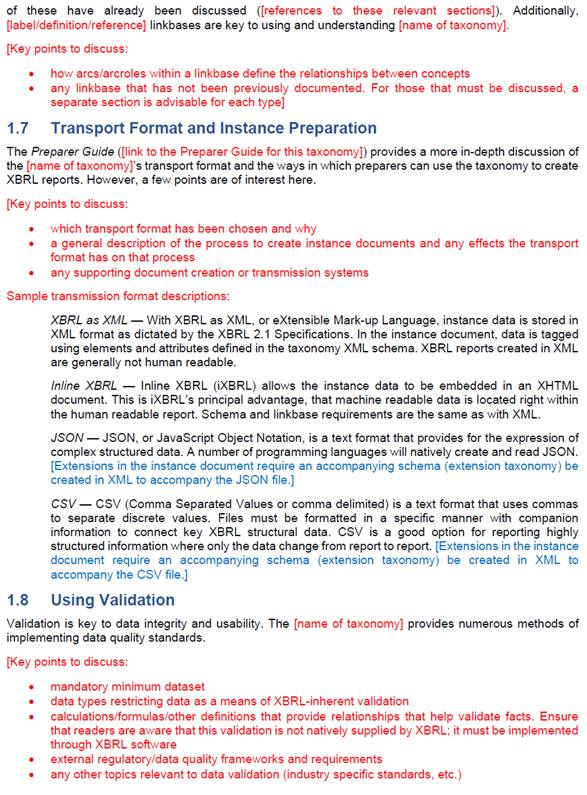 of these have already been discussed ([references to these relevant sections]). Additionally,
[label/definition/reference] linkbases are key to using and understanding [name of taxonomy].
[Key points to discuss:
• how arcs/arcroles within a linkbase define the relationships between concepts
• any linkbase that has not been previously documented. For those that must be discussed, a
separate section is advisable for each type]
1.7 Transport Format and Instance Preparation
The Preparer Guide ([link to the Preparer Guide for this taxonomy]) provides a more in-depth discussion of
the [name of taxonomy]'s transport format and the ways in which preparers can use the taxonomy to create
XBRL reports. However, a few points are of interest here.
[Key points to discuss:
• which transport format has been chosen and why
• a general description of the process to create instance documents and any effects the transport
format has on that process
• any supporting document creation or transmission systems
Sample transmission format descriptions:
XBRL as XML — With XBRL as XML, or eXtensible Mark-up Language, instance data is stored in
XML format as dictated by the XBRL 2.1 Specifications. In the instance document, data is tagged
using elements and attributes defined in the taxonomy XML schema. XBRL reports created in XML
are generally not human readable.
Inline XBRL — Inline XBRL (iXBRL) allows the instance data to be embedded in an XHTML
document. This is iXBRL's principal advantage, that machine readable data is located right within
the human readable report. Schema and linkbase requirements are the same as with XML.
JSON — JSON, or JavaScript Object Notation, is a text format that provides for the expression of
complex structured data. A number of programming languages will natively create and read JSON.
[Extensions in the instance document require an accompanying schema (extension taxonomy) be
created in XML to accompany the JSON file.]
CSV — CSV (Comma Separated Values or comma delimited) is a text format that uses commas
to separate discrete values. Files must be formatted in a specific manner with companion
information to connect key XBRL structural data. CSV is a good option for reporting highly
structured information where only the data change from report to report. [Extensions in the instance
document require an accompanying schema (extension taxonomy) be created in XML to
accompany the CSV file.]
1.8 Using Validation
Validation is key to data integrity and usability. The [name of taxonomy] provides numerous methods of
implementing data quality standards.
[Key points to discuss:
• mandatory minimum dataset
• data types restricting data as a means of XBRL-inherent validation
• calculations/formulas/other definitions that provide relationships that help validate facts. Ensure
that readers are aware that this validation is not natively supplied by XBRL; it must be implemented
through XBRL software
• external regulatory/data quality frameworks and requirements
• any other topics relevant to data validation (industry specific standards, etc.)